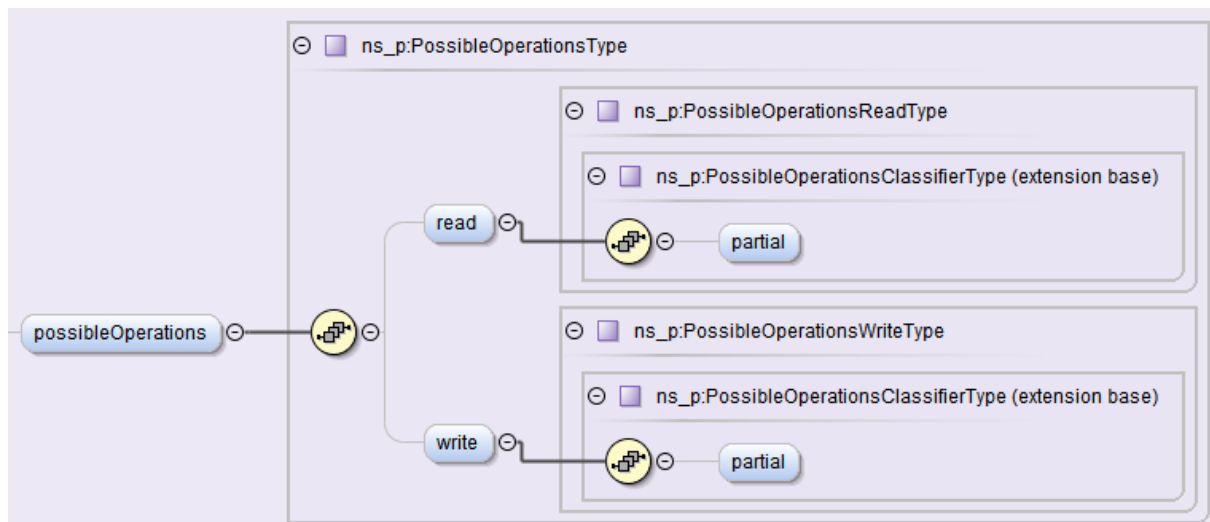 ns_p:PossibleOperationsType
ns_p:PossibleOperationsReadType
ns_p:PossibleOperationsClassifierType (extension base)
read
partial
possibleOperations
ns_p:PossibleOperationsWriteType
ns_p:PossibleOperationsClassifierType (extension base)
write
partial